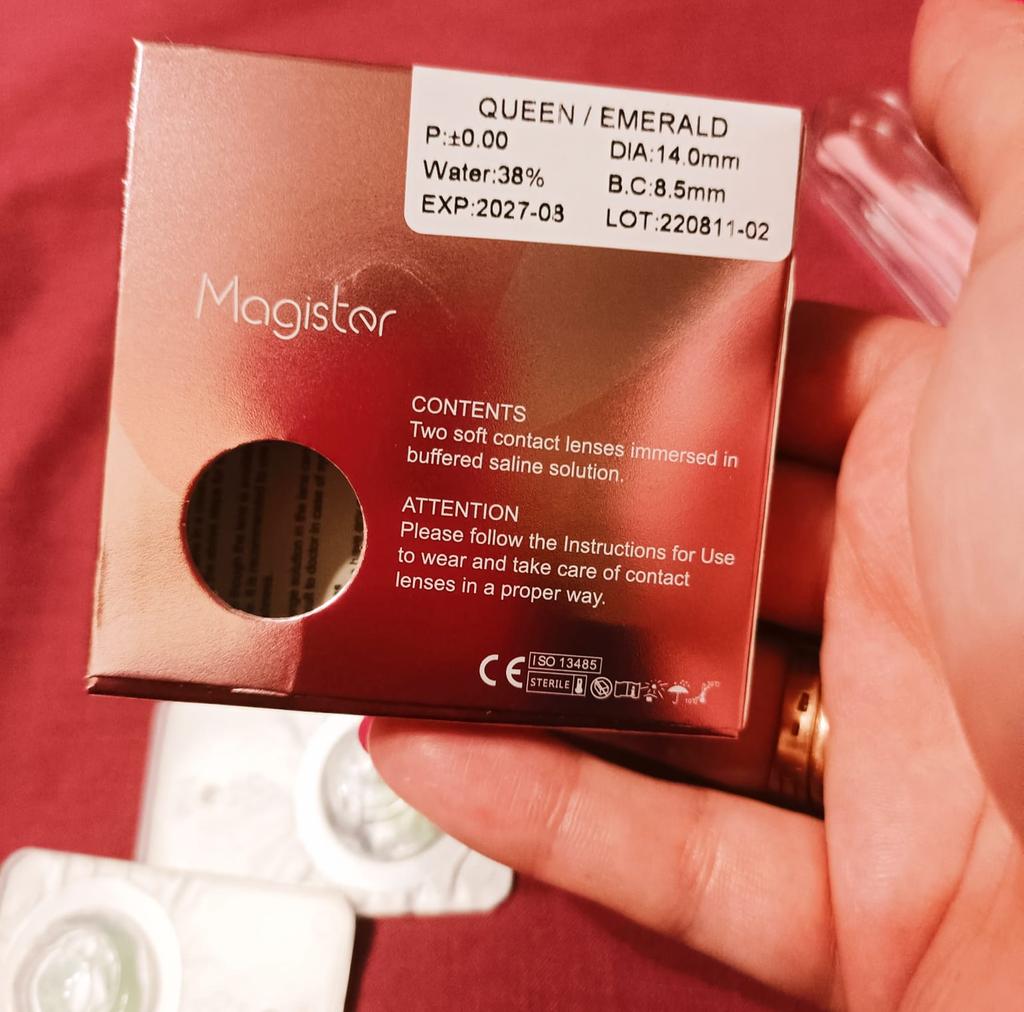 QUEEN / EMERALD
P:±0.00 DIA:14.0mm
Water:38% B.C:8.5mm
EXP:2027-08 LOT:220811-02
Magister
CONTENTS
Two soft contact lenses immersed in
buffered saline solution.
ATTENTION
Please follow the Instructions for Use
to wear and take care of contact
lenses in a proper way.
CE ISO 13485
STERILE